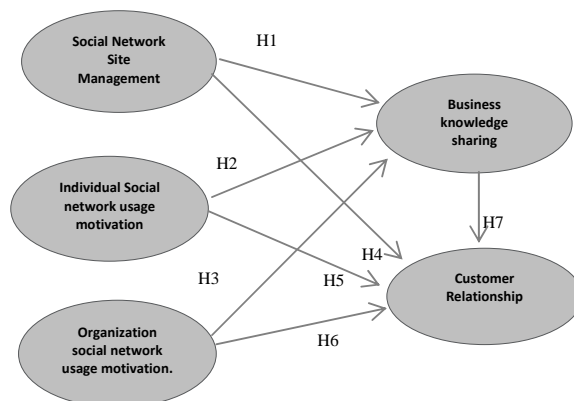 Social Network
Site
Management
H1
Business
knowledge
sharing
H2
Individual Social
network usage
motivation
H7
H4
H3
H5
Customer
Relationship
Organization
social network
usage motivation.
H6